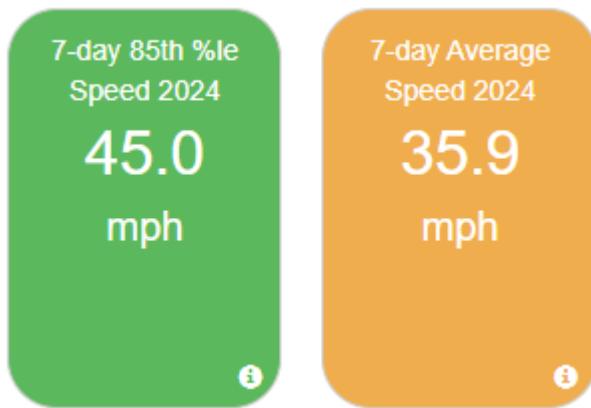 7-day 85th %le
Speed 2024
45.0
mph
7-day Average
Speed 2024
35.9
mph